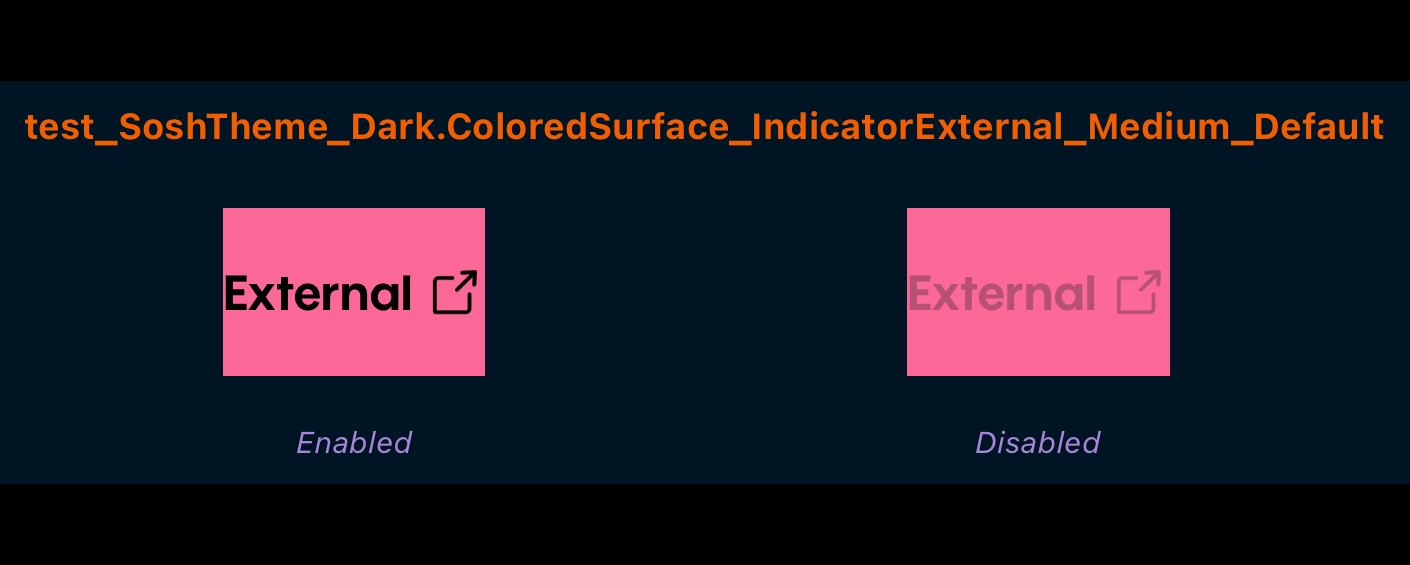 test_SoshTheme_Dark.ColoredSurface_IndicatorExternal_Medium_Default
External
External
Enabled
Disabled